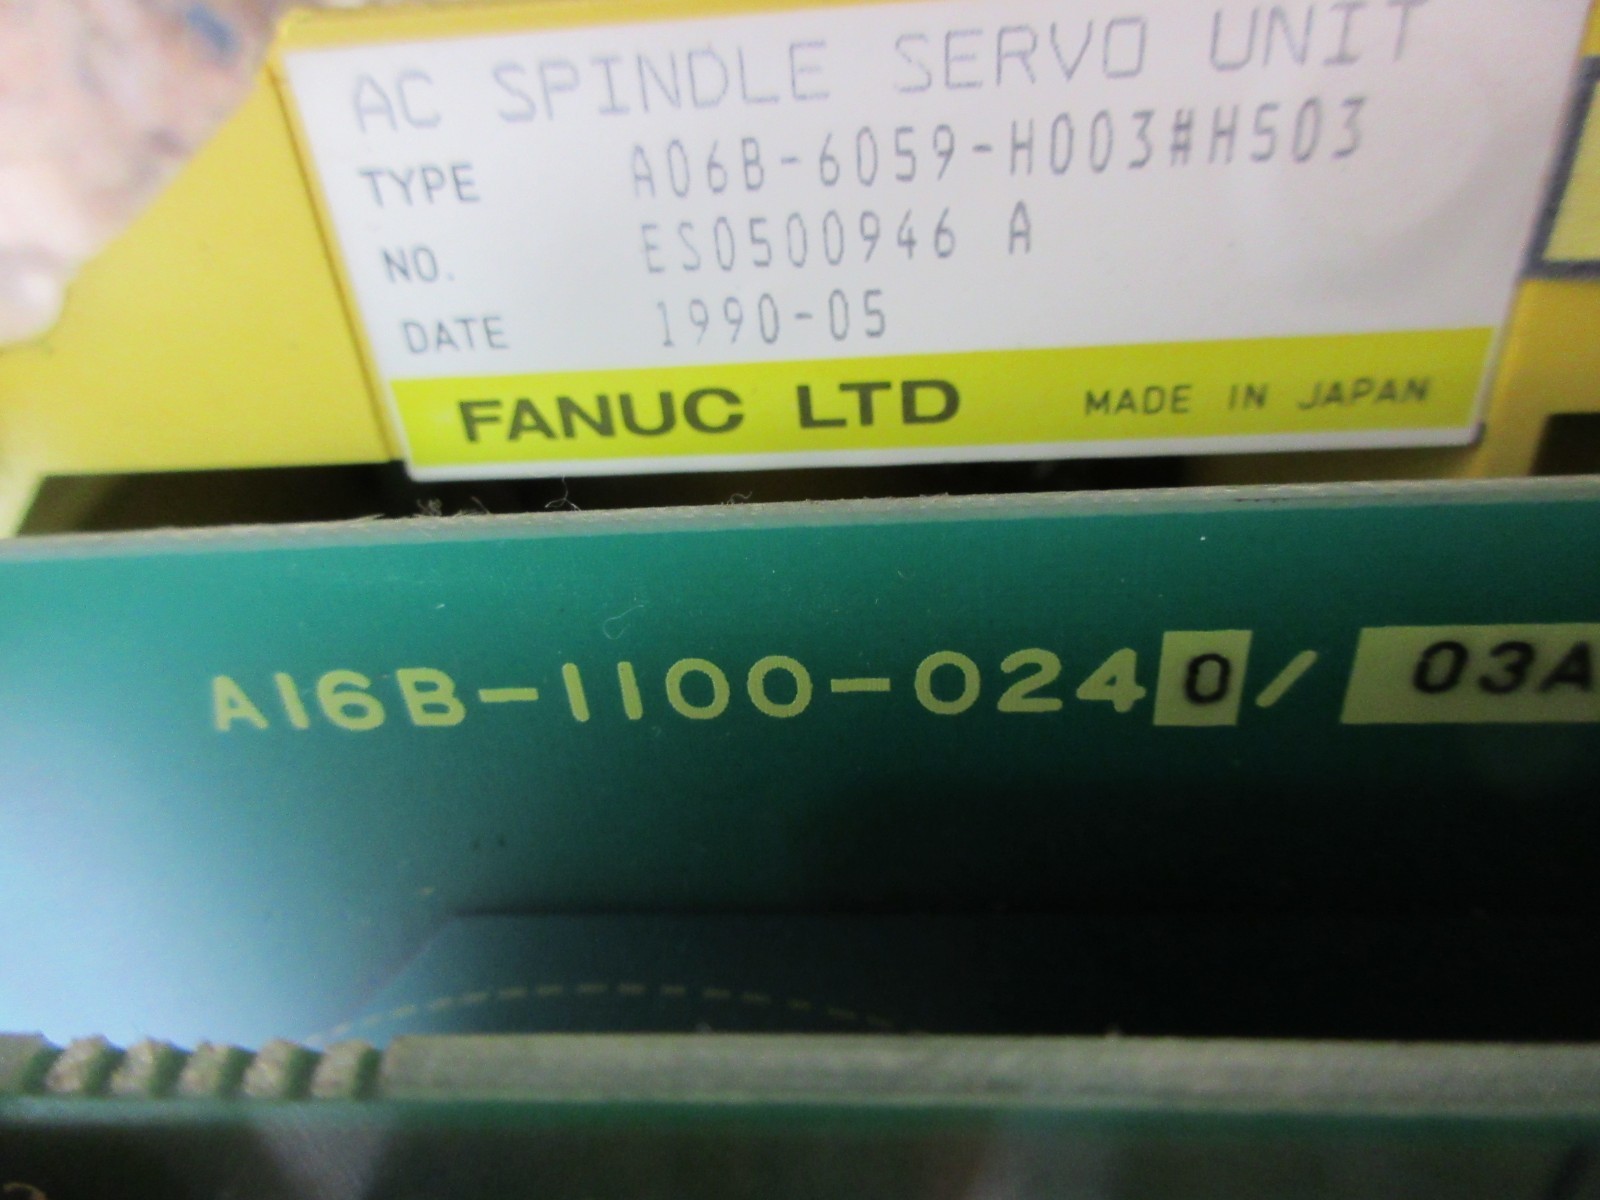 AC SPINDLE SERVO UNIT
TYPE A06B-6059-H003#H503
NO. ES0500946 A
DATE 1990-05
FANUC LTD MADE IN JAPAN
A16B-1100-0240/ 03A